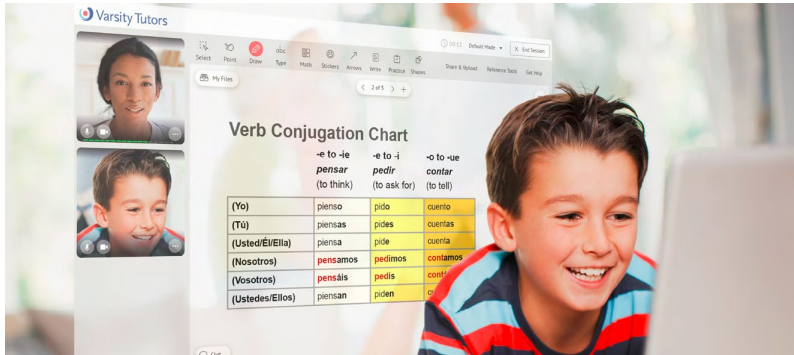 Varsity Tutors
00:12 Default Mode X End Session
Select Point Draw Type Math Stickers Arrows Write Practice Shapes Share & Upload Reference Tools Get Help
abc
My Files
< 2 of 3 > +
Verb Conjugation Chart
-e to -ie -e to -i -o to -ue
pensar pedir contar
(to think) (to ask for) (to tell)
(Yo) pienso pido cuento
(Tú) piensas pides cuentas
(Usted/Él/Ella) piensa pide cuenta
(Nosotros) pensamos pedimos contamos
(Vosotros) pensáis pedís
(Ustedes/Ellos) piensan piden